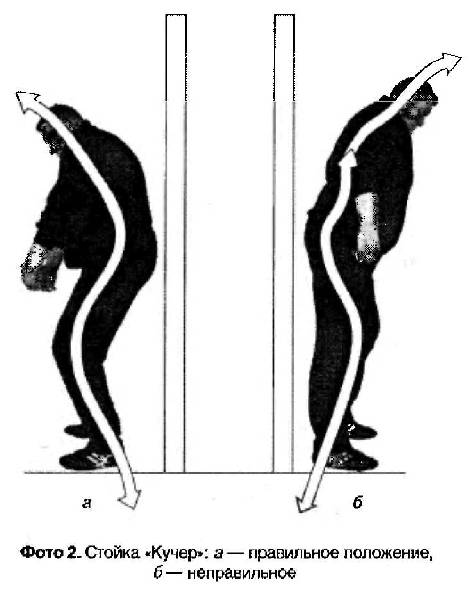 а
б
Фото 2. Стойка «Кучер»: а — правильное положение,
б — неправильное